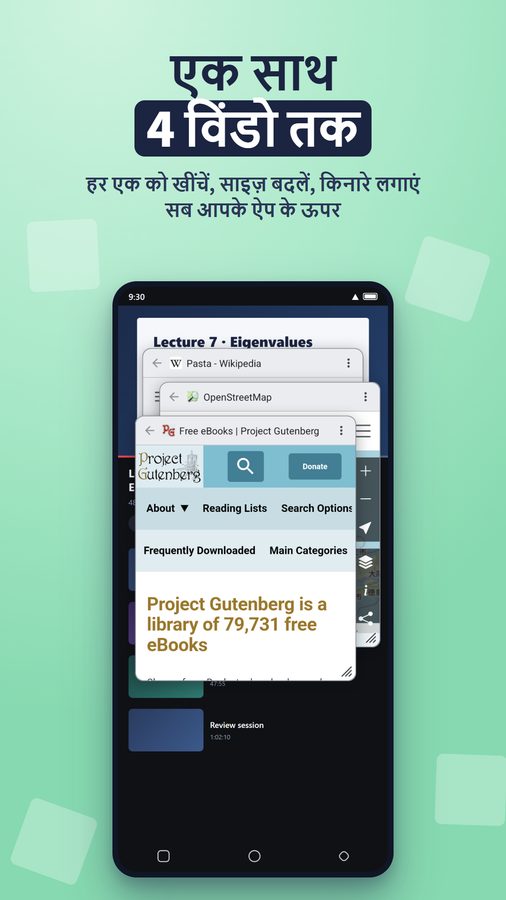 एक साथ
4 विंडो तक
हर एक को खींचें, साइज़ बदलें, किनारे लगाएं
सब आपके ऐप के ऊपर
9:30
Lecture 7 · Eigenvalues
Pasta - Wikipedia
OpenStreetMap
Free eBooks | Project Gutenberg
Project
Gutenberg
Donate
About ▼ Reading Lists Search Options
Frequently Downloaded Main Categories
Project Gutenberg is a
library of 79,731 free
eBooks
47:55
Review session
1:02:10